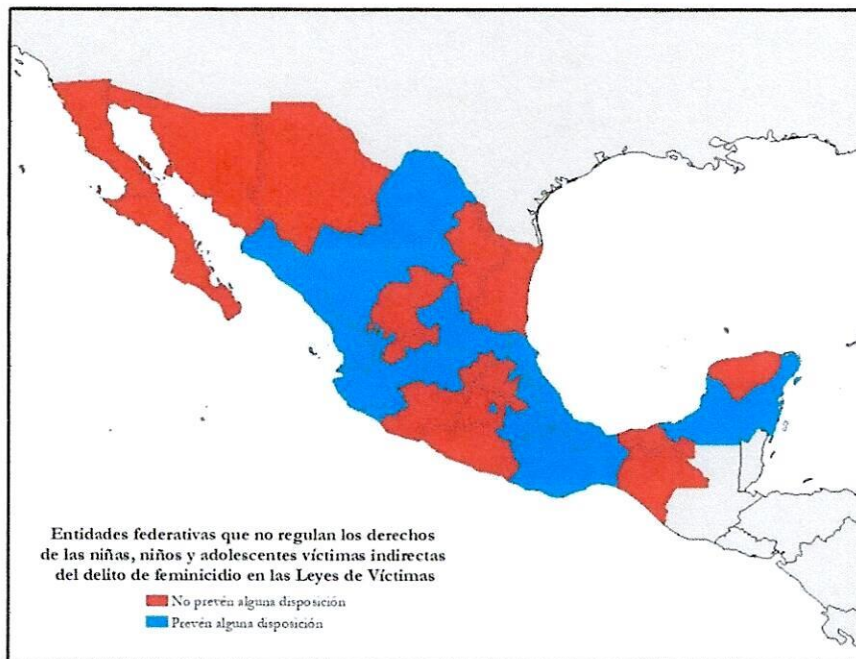 Entidades federativas que no regulan los derechos
de las niñas, niños y adolescentes víctimas indirectas
del delito de feminicidio en las Leyes de Víctimas
No prevén alguna disposición
Prevén alguna disposición